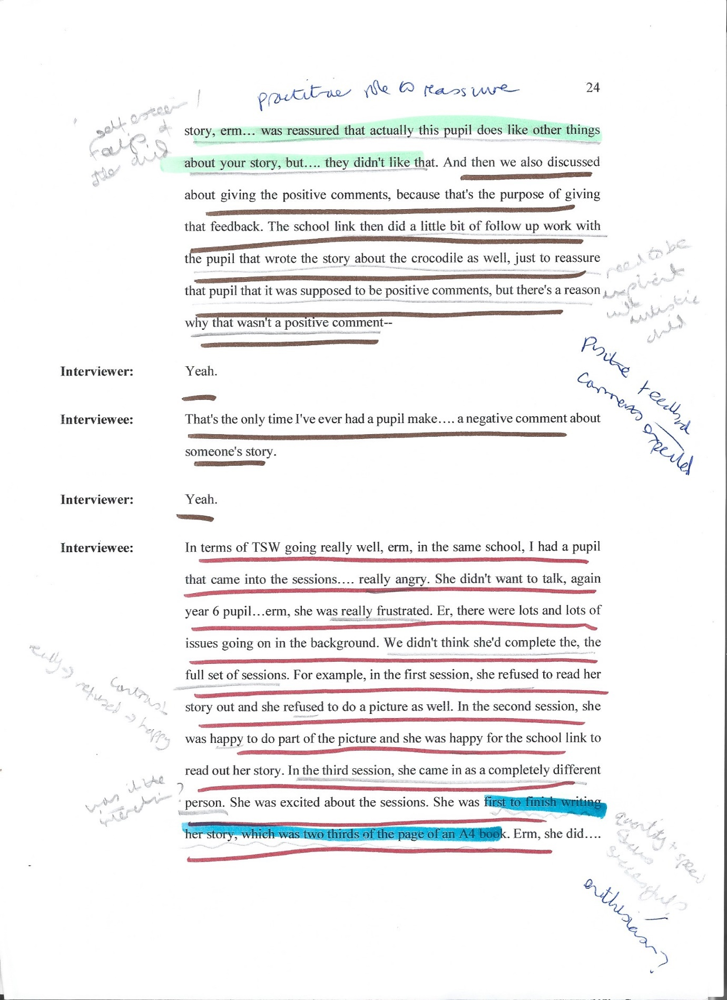 practitine role to reassure
24
self esteem /
feelings of
the child
story, erm... was reassured that actually this pupil does like other things
about your story, but.... they didn't like that. And then we also discussed
about giving the positive comments, because that's the purpose of giving
that feedback. The school link then did a little bit of follow up work with
the pupil that wrote the story about the crocodile as well, just to reassure
that pupil that it was supposed to be positive comments, but there's a reason
why that wasn't a positive comment--
need to be
explicit
with
autistic
child
Positive feedback
comments expected
Interviewer: Yeah.
Interviewee: That's the only time I've ever had a pupil make.... a negative comment about
someone's story.
Interviewer: Yeah.
Interviewee: In terms of TSW going really well, erm, in the same school, I had a pupil
that came into the sessions.... really angry. She didn't want to talk, again
year 6 pupil...erm, she was really frustrated. Er, there were lots and lots of
issues going on in the background. We didn't think she'd complete the, the
full set of sessions. For example, in the first session, she refused to read her
story out and she refused to do a picture as well. In the second session, she
was happy to do part of the picture and she was happy for the school link to
read out her story. In the third session, she came in as a completely different
person. She was excited about the sessions. She was first to finish writing
her story, which was two thirds of the page of an A4 book. Erm, she did....
contrast
really → refused → happy
was it the
intervention ?
quantity + speed
successful
enthusiasm?